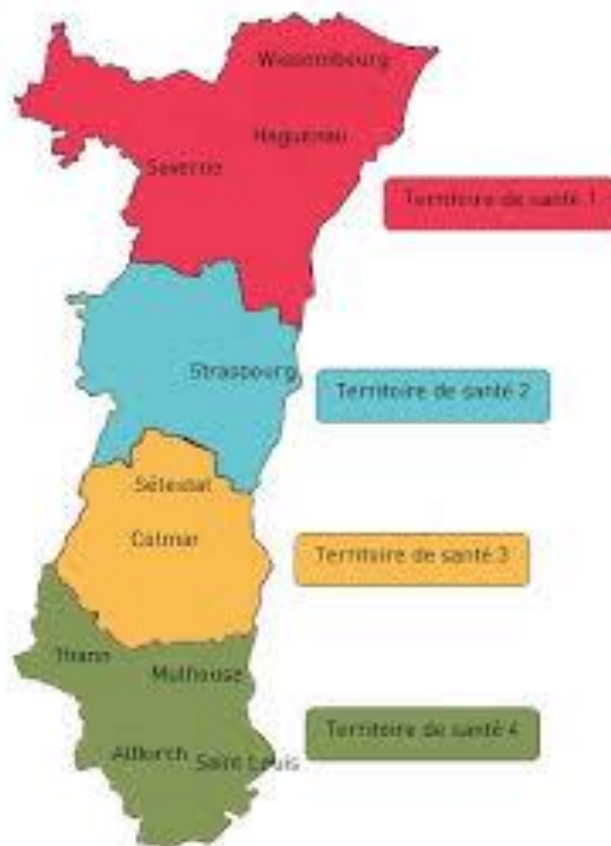 Wissembourg
Haguenau
Saverne
Territoire de santé 1
Strasbourg
Territoire de santé 2
Sélestat
Colmar
Territoire de santé 3
Thann
Mulhouse
Territoire de santé 4
Altkirch
Saint Louis